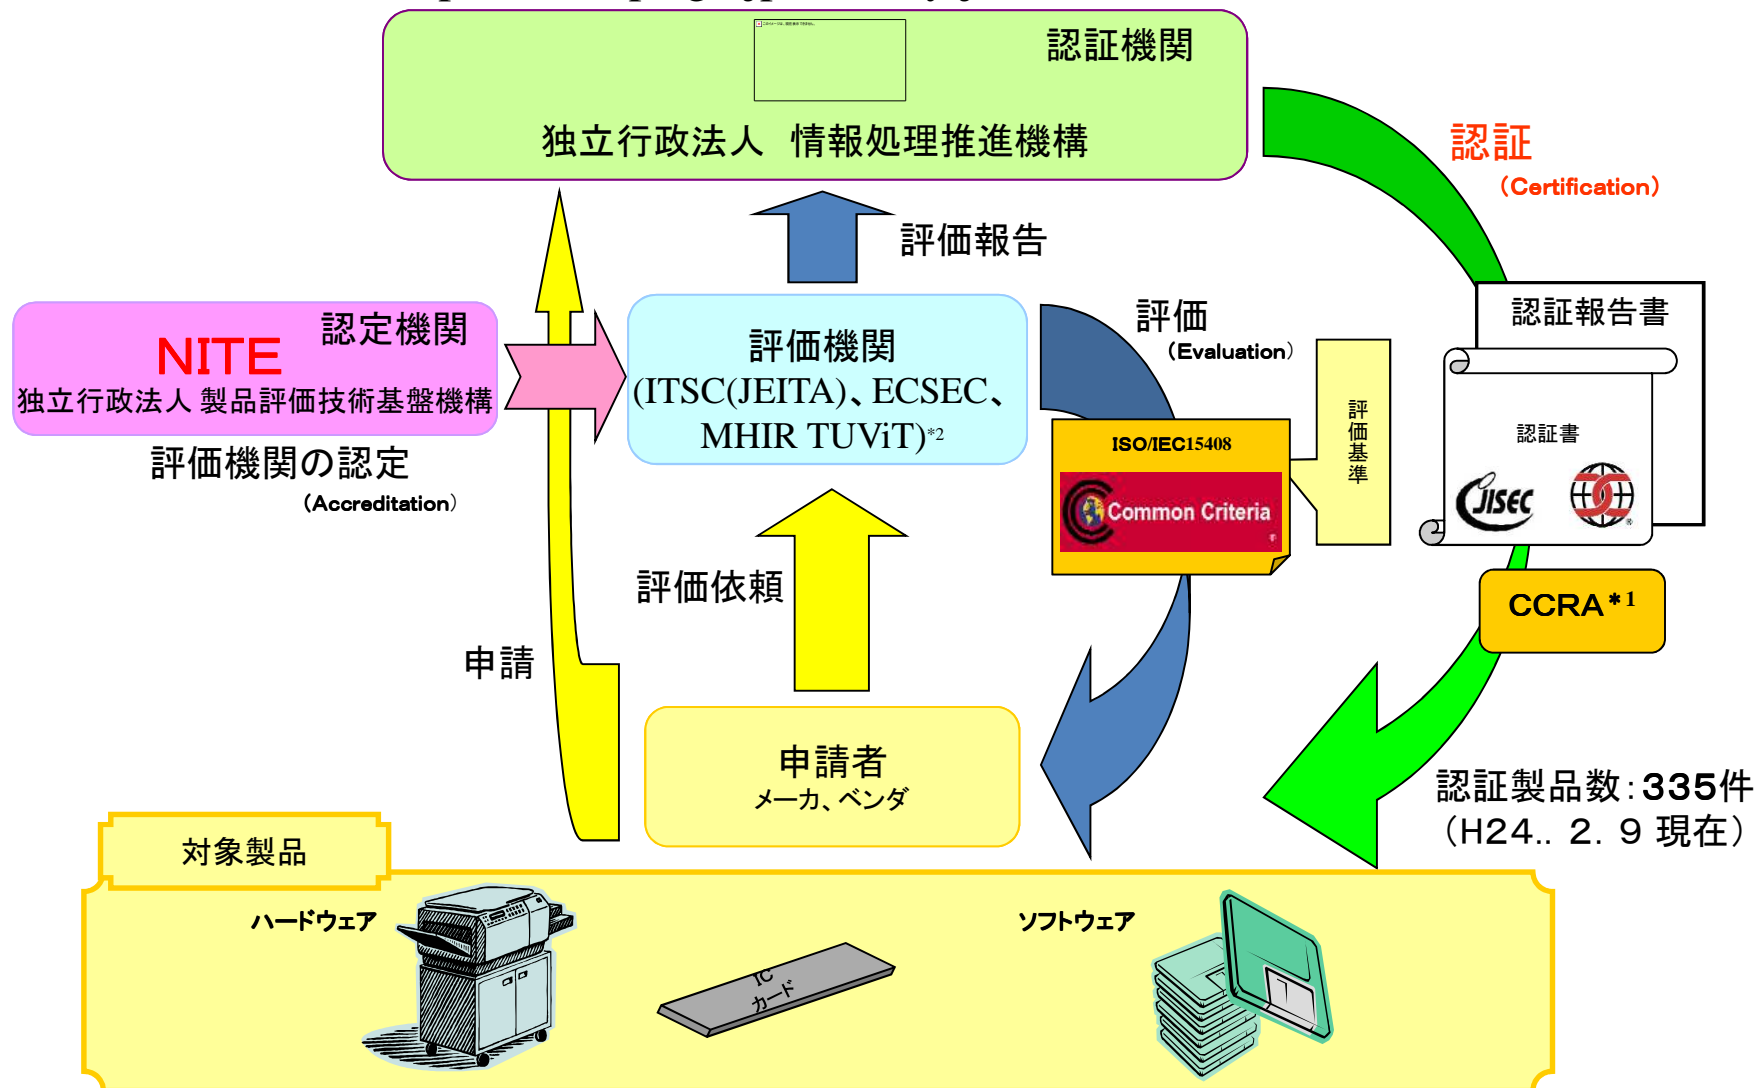 認証機関
独立行政法人　情報処理推進機構
認証
（Certification）
評価報告
NITE
認定機関
独立行政法人 製品評価技術基盤機構
評価機関の認定
（Accreditation）
評価機関
(ITSC(JEITA)、ECSEC、
MHIR TUViT)*2
評価
（Evaluation）
評価基準
ISO/IEC15408
Common Criteria
認証報告書
認証書
JISEC
CCRA*1
評価依頼
申請
申請者
メーカ、ベンダ
認証製品数：335件
（H24.. 2. 9 現在）
対象製品
ハードウェア
IC
カード
ソフトウェア